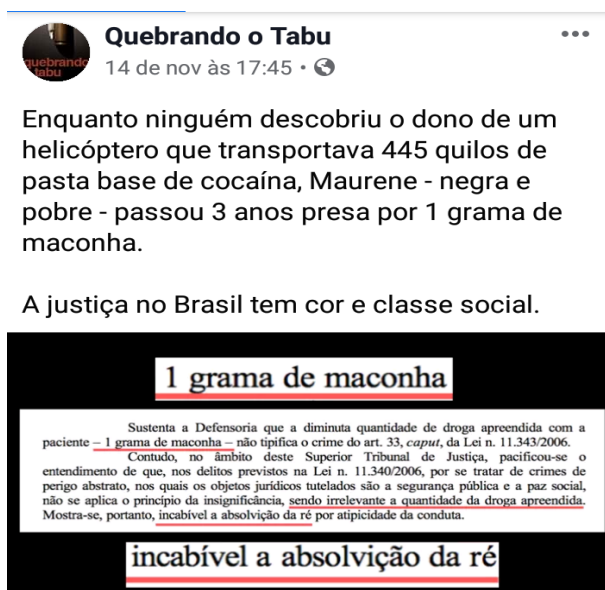 Quebrando o Tabu
14 de nov às 17:45 •
quebrando
tabu
Enquanto ninguém descobriu o dono de um
helicóptero que transportava 445 quilos de
pasta base de cocaína, Maurene - negra e
pobre - passou 3 anos presa por 1 grama de
maconha.
A justiça no Brasil tem cor e classe social.
1 grama de maconha
Sustenta a Defensoria que a diminuta quantidade de droga apreendida com a
paciente – 1 grama de maconha – não tipifica o crime do art. 33, caput, da Lei n. 11.343/2006.
Contudo, no âmbito deste Superior Tribunal de Justiça, pacificou-se o
entendimento de que, nos delitos previstos na Lei n. 11.340/2006, por se tratar de crimes de
perigo abstrato, nos quais os objetos jurídicos tutelados são a segurança pública e a paz social,
não se aplica o princípio da insignificância, sendo irrelevante a quantidade da droga apreendida.
Mostra-se, portanto, incabível a absolvição da ré por atipicidade da conduta.
incabível a absolvição da ré